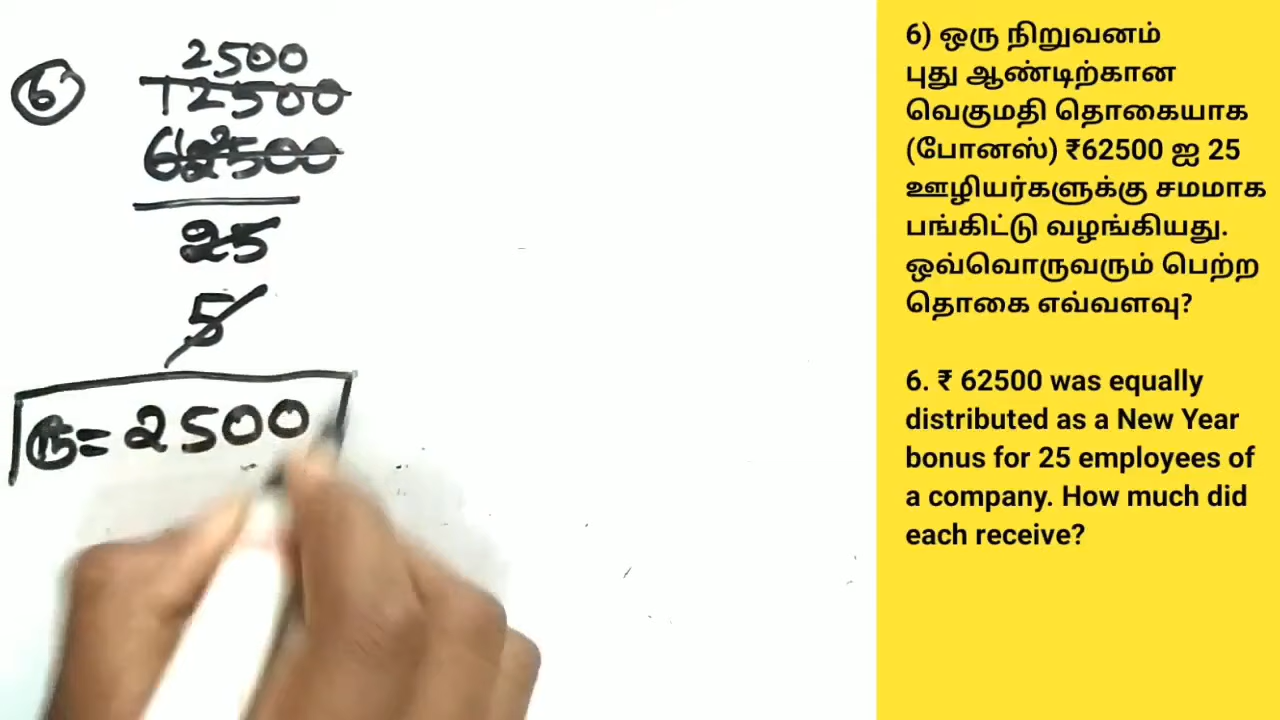 6
2500
12500
62500
25
5
ரூ= 2500
6) ஒரு நிறுவனம்
புது ஆண்டிற்கான
வெகுமதி தொகையாக
(போனஸ்) ₹62500 ஐ 25
ஊழியர்களுக்கு சமமாக
பங்கிட்டு வழங்கியது.
ஒவ்வொருவரும் பெற்ற
தொகை எவ்வளவு?
6. ₹ 62500 was equally
distributed as a New Year
bonus for 25 employees of
a company. How much did
each receive?